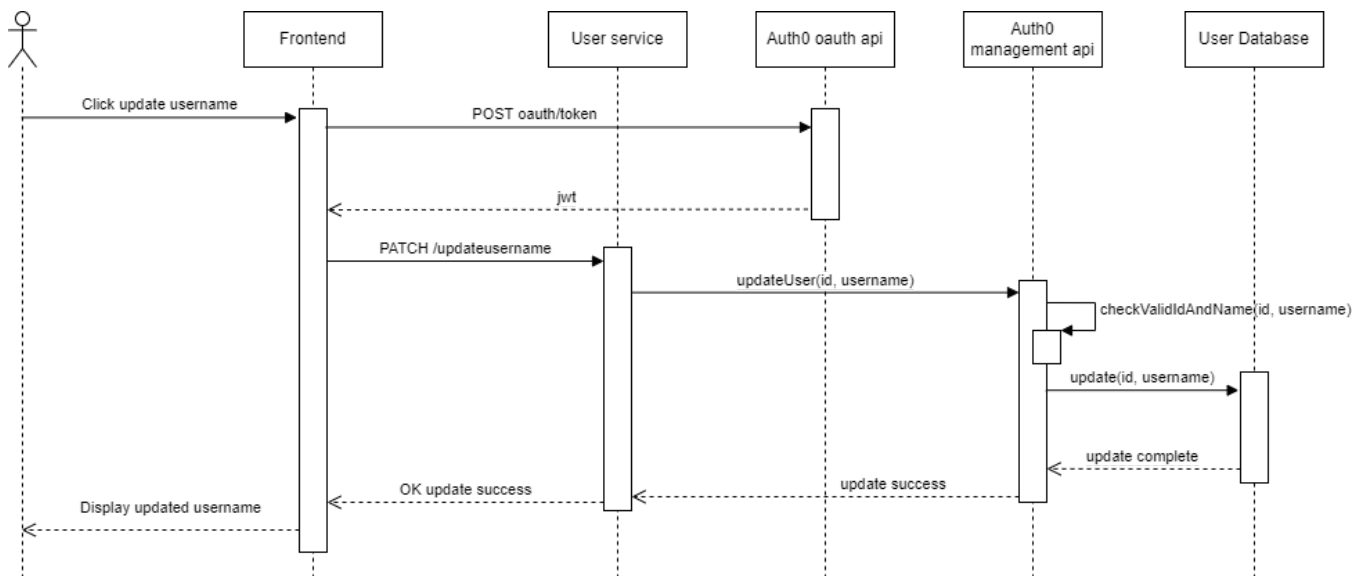 Frontend
User service
Auth0 oauth api
Auth0
management api
User Database
Click update username
POST oauth/token
jwt
PATCH /updateusername
updateUser(id, username)
checkValidIdAndName(id, username)
update(id, username)
update complete
update success
OK update success
Display updated username